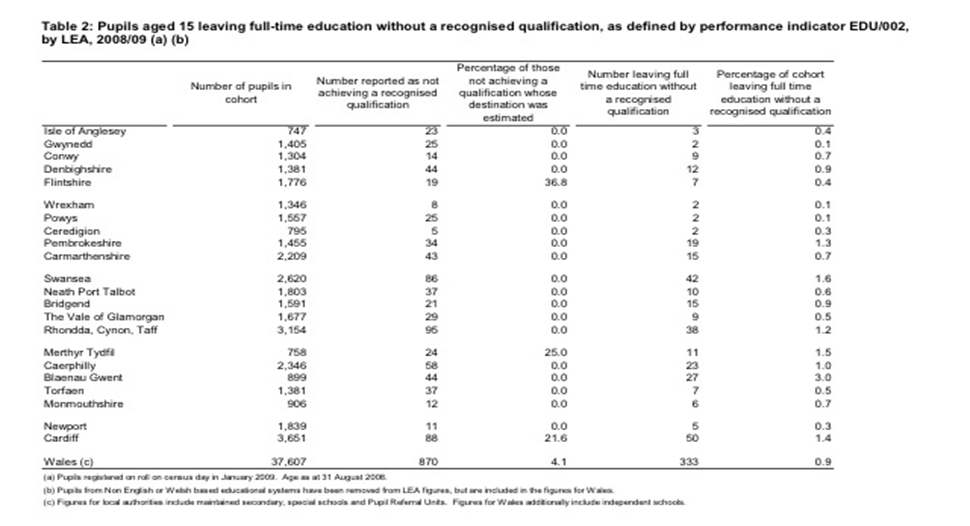 Table 2: Pupils aged 15 leaving full-time education without a recognised qualification, as defined by performance indicator EDU/002,
by LEA, 2008/09 (a) (b)
Number of pupils in cohort Number reported as not achieving a recognised qualification Percentage of those not achieving a qualification whose destination was estimated Number leaving full time education without a recognised qualification Percentage of cohort leaving full time education without a recognised qualification
Isle of Anglesey 747 23 0.0 3 0.4
Gwynedd 1,405 25 0.0 2 0.1
Conwy 1,304 14 0.0 9 0.7
Denbighshire 1,381 44 0.0 12 0.9
Flintshire 1,776 19 36.8 7 0.4
Wrexham 1,346 8 0.0 2 0.1
Powys 1,557 25 0.0 2 0.1
Ceredigion 795 5 0.0 2 0.3
Pembrokeshire 1,455 34 0.0 19 1.3
Carmarthenshire 2,209 43 0.0 15 0.7
Swansea 2,620 86 0.0 42 1.6
Neath Port Talbot 1,803 37 0.0 10 0.6
Bridgend 1,591 21 0.0 15 0.9
The Vale of Glamorgan 1,677 29 0.0 9 0.5
Rhondda, Cynon, Taff 3,154 95 0.0 38 1.2
Merthyr Tydfil 758 24 25.0 11 1.5
Caerphilly 2,346 58 0.0 23 1.0
Blaenau Gwent 899 44 0.0 27 3.0
Torfaen 1,381 37 0.0 7 0.5
Monmouthshire 906 12 0.0 6 0.7
Newport 1,839 11 0.0 5 0.3
Cardiff 3,651 88 21.6 50 1.4
Wales (c) 37,607 870 4.1 333 0.9
(a) Pupils registered on roll on census day in January 2009. Age as at 31 August 2008.
(b) Pupils from Non English or Welsh based educational systems have been removed from LEA figures, but are included in the figures for Wales.
(c) Figures for local authorities include maintained secondary, special schools and Pupil Referral Units. Figures for Wales additionally include independent schools.